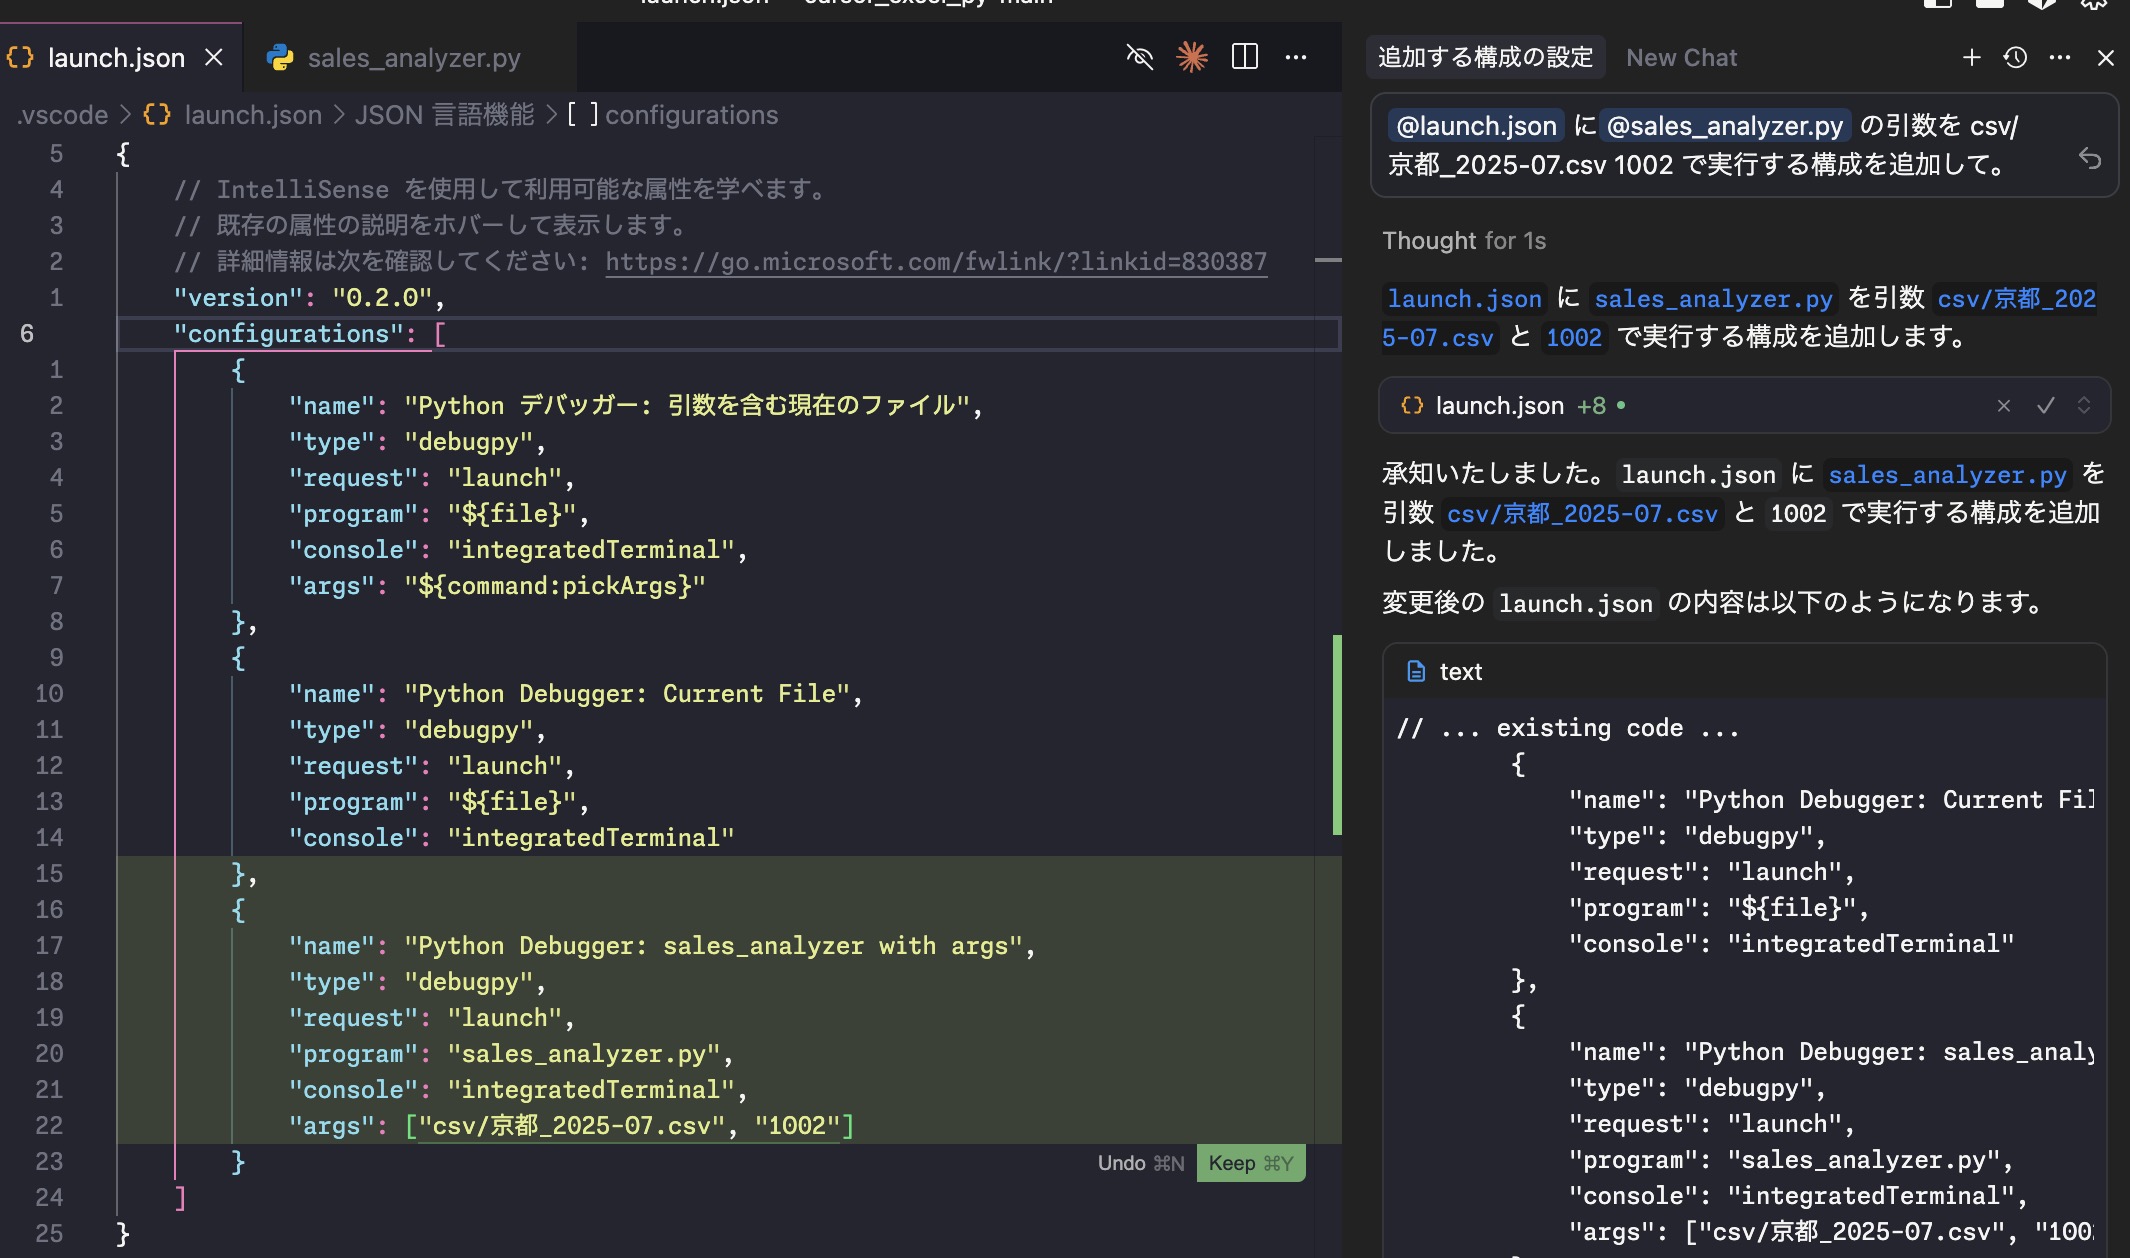 launch.json
sales_analyzer.py
.vscode > {} launch.json > JSON 言語機能 > [ ] configurations
5 {
4 // IntelliSense を使用して利用可能な属性を学べます。
3 // 既存の属性の説明をホバーして表示します。
2 // 詳細情報は次を確認してください: https://go.microsoft.com/fwlink/?linkid=830387
1 "version": "0.2.0",
6 "configurations": [
1 {
2 "name": "Python デバッガー: 引数を含む現在のファイル",
3 "type": "debugpy",
4 "request": "launch",
5 "program": "${file}",
6 "console": "integratedTerminal",
7 "args": "${command:pickArgs}"
8 },
9 {
10 "name": "Python Debugger: Current File",
11 "type": "debugpy",
12 "request": "launch",
13 "program": "${file}",
14 "console": "integratedTerminal"
15 },
16 {
17 "name": "Python Debugger: sales_analyzer with args",
18 "type": "debugpy",
19 "request": "launch",
20 "program": "sales_analyzer.py",
21 "console": "integratedTerminal",
22 "args": ["csv/京都_2025-07.csv", "1002"]
23 }
Undo ⌘N Keep ⌘Y
24 ]
25 }
追加する構成の設定 New Chat
@launch.json に @sales_analyzer.py の引数を csv/
京都_2025-07.csv 1002 で実行する構成を追加して。
Thought for 1s
launch.json に sales_analyzer.py を引数 csv/京都_202
5-07.csv と 1002 で実行する構成を追加します。
{} launch.json +8
承知いたしました。launch.json に sales_analyzer.py を
引数 csv/京都_2025-07.csv と 1002 で実行する構成を追加
しました。
変更後の launch.json の内容は以下のようになります。
text
// ... existing code ...
{
"name": "Python Debugger: Current Fil
"type": "debugpy",
"request": "launch",
"program": "${file}",
"console": "integratedTerminal"
},
{
"name": "Python Debugger: sales_analy
"type": "debugpy",
"request": "launch",
"program": "sales_analyzer.py",
"console": "integratedTerminal",
"args": ["csv/京都_2025-07.csv", "100